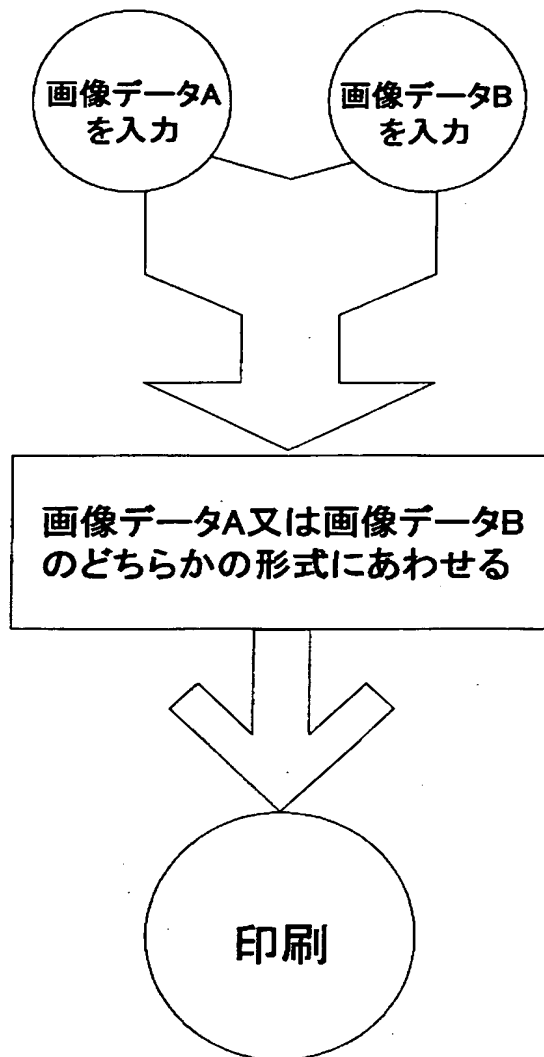 画像データA
を入力
画像データB
を入力
画像データA又は画像データB
のどちらかの形式にあわせる
印刷